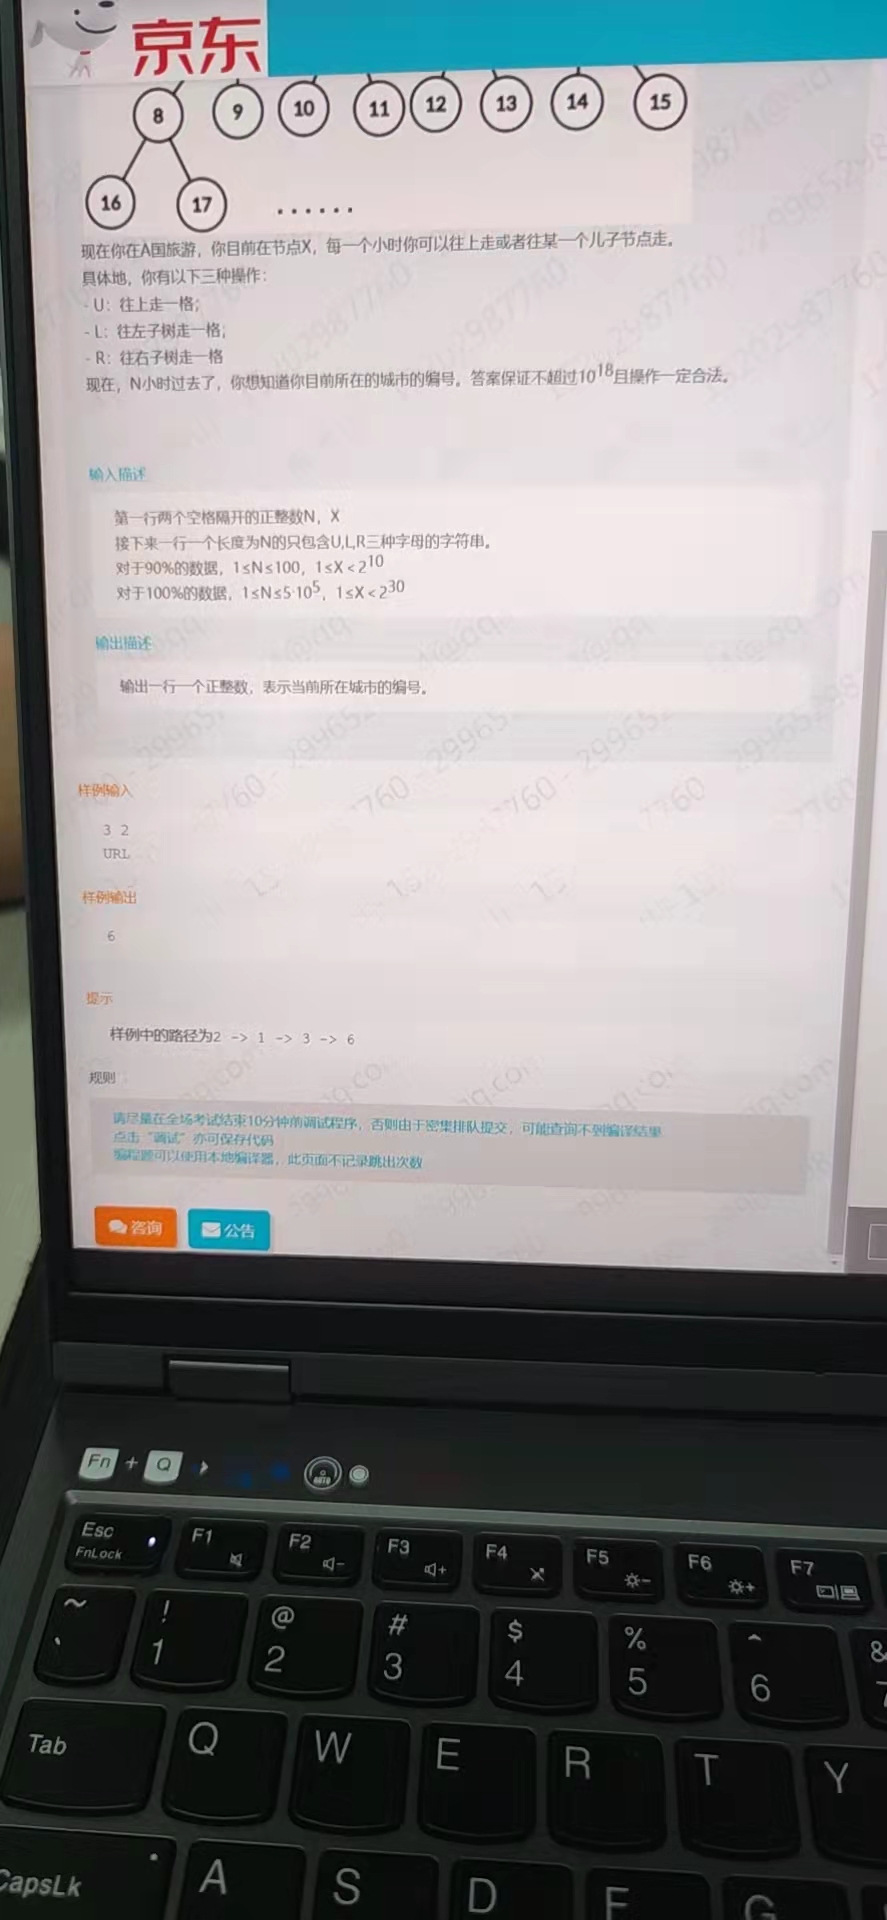 京东
8
9
10
11
12
13
14
15
16
17
......
现在你在A国旅游，你目前在节点X，每一个小时你可以往上走或者往某一个儿子节点走。
具体地，你有以下三种操作：
- U：往上走一格；
- L：往左子树走一格；
- R：往右子树走一格
现在，N小时过去了，你想知道你目前所在的城市的编号。答案保证不超过10^18且操作一定合法。
输入描述
第一行两个空格隔开的正整数N，X
接下来一行一个长度为N的只包含U,L,R三种字母的字符串。
对于90%的数据，1≤N≤100，1≤X<2^10
对于100%的数据，1≤N≤5·10^5，1≤X<2^30
输出描述
输出一行一个正整数，表示当前所在城市的编号。
样例输入
3 2
URL
样例输出
6
提示
样例中的路径为2 -> 1 -> 3 -> 6
规则
请尽量在全场考试结束10分钟前调试程序，否则由于密集排队提交，可能查询不到编译结果
点击“调试”亦可保存代码
编程题可以使用本地编译器，此页面不记录跳出次数
咨询
公告
Fn + Q
AUTO
Esc
FnLock
F1
F2
F3
F4
F5
F6
F7
~ `
! 1
@ 2
# 3
$ 4
% 5
^ 6
&
Tab
Q
W
E
R
T
Y
CapsLk
A
S
D
F
G